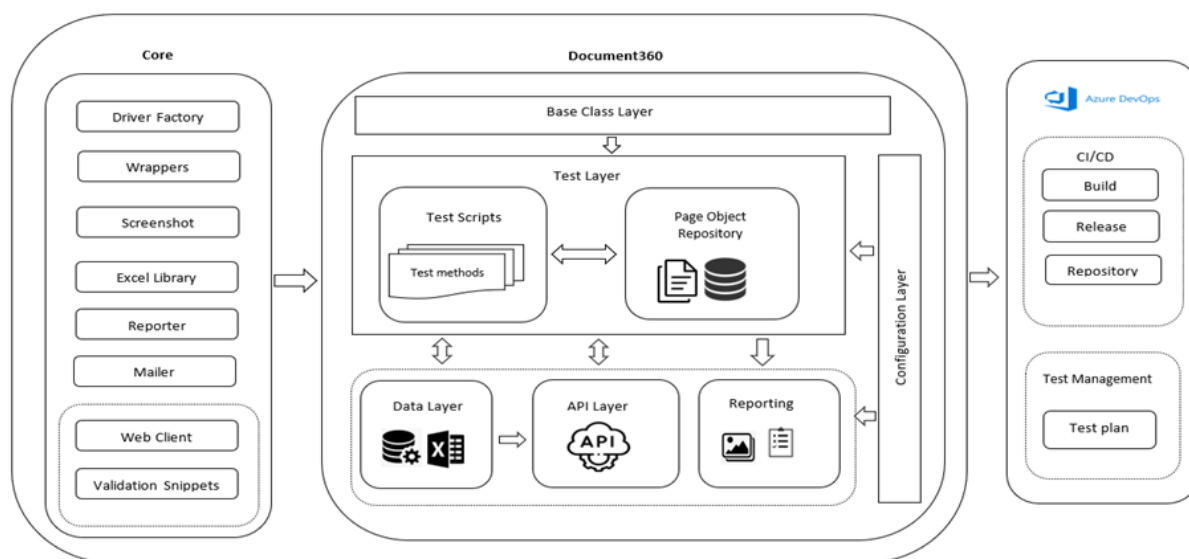 Core
Driver Factory
Wrappers
Screenshot
Excel Library
Reporter
Mailer
Web Client
Validation Snippets
Document360
Base Class Layer
Test Layer
Test Scripts
Test methods
Page Object
Repository
Configuration Layer
Data Layer
X
API Layer
API
Reporting
Azure DevOps
CI/CD
Build
Release
Repository
Test Management
Test plan